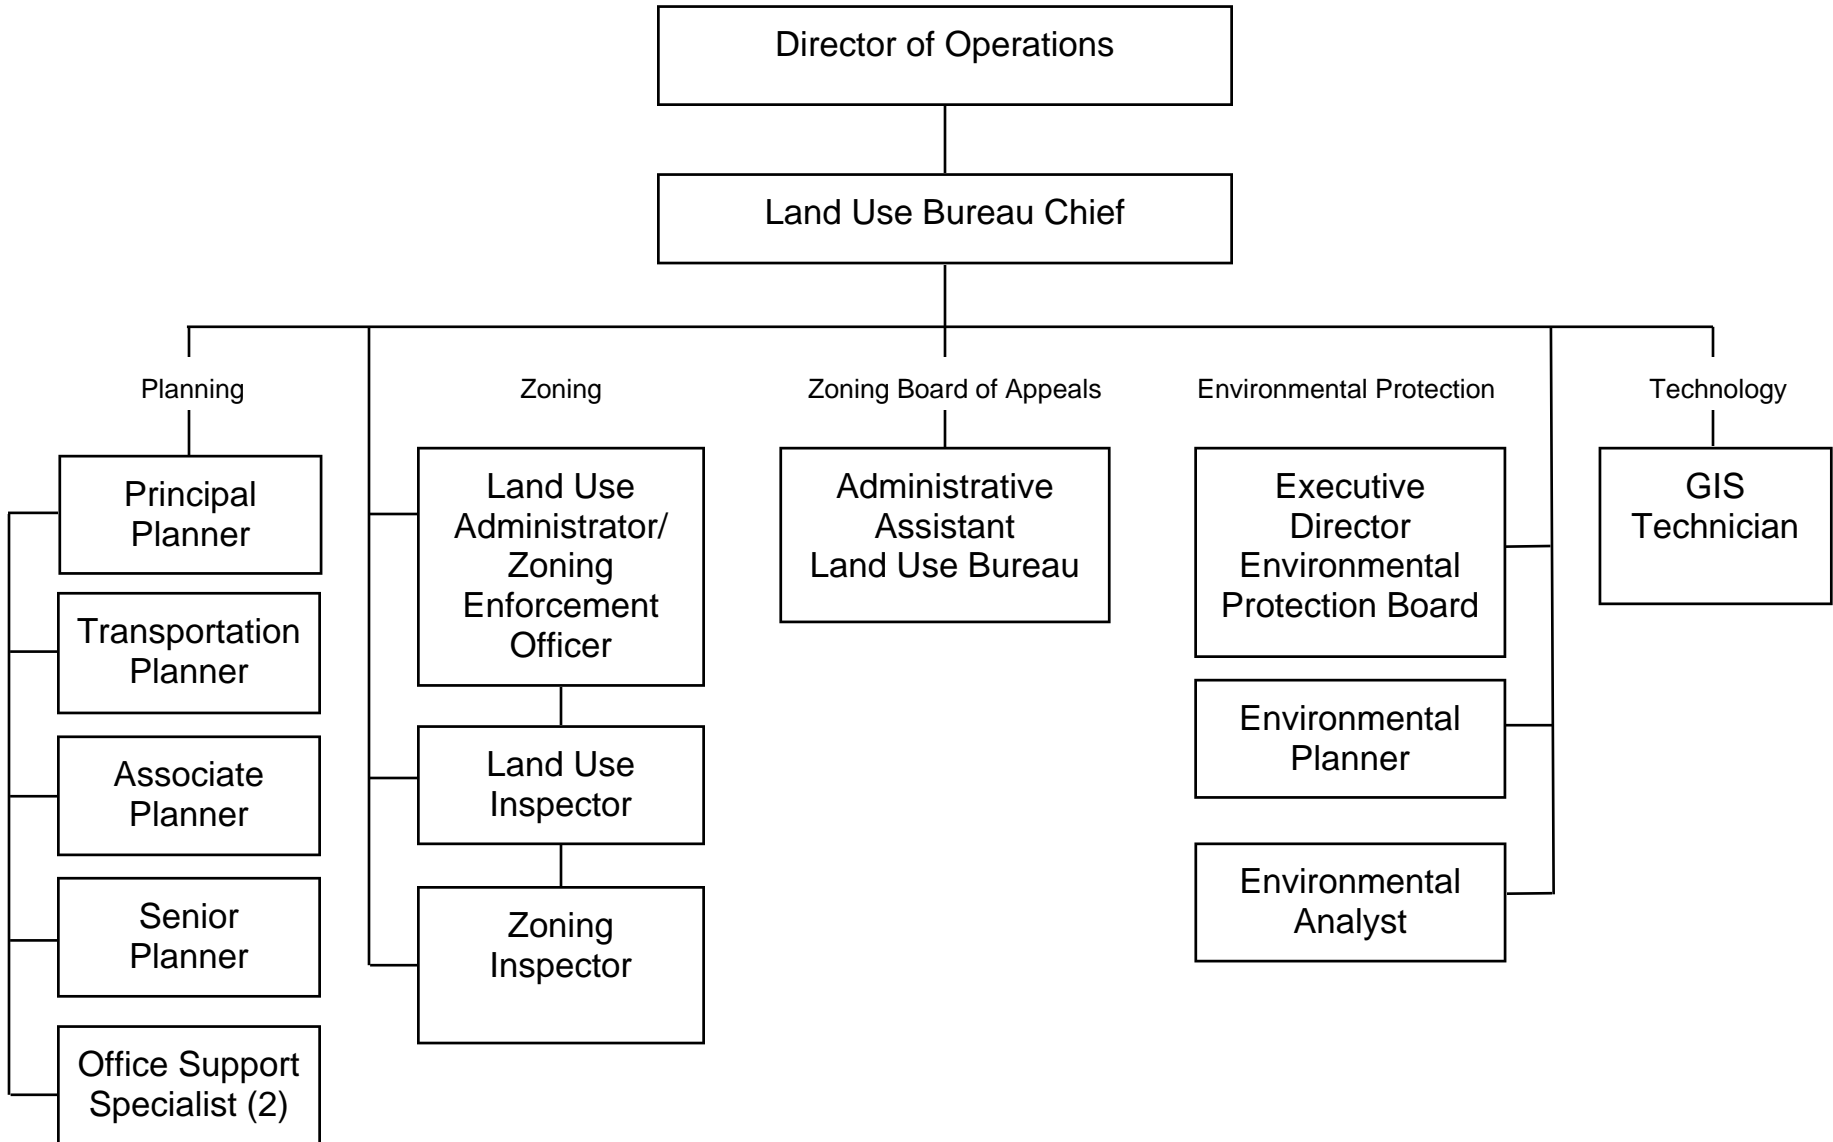 Director of Operations
Land Use Bureau Chief
Planning
Zoning
Zoning Board of Appeals
Environmental Protection
Technology
Principal
Planner
Transportation
Planner
Associate
Planner
Senior
Planner
Office Support
Specialist (2)
Land Use
Administrator/
Zoning
Enforcement
Officer
Land Use
Inspector
Zoning
Inspector
Administrative
Assistant
Land Use Bureau
Executive
Director
Environmental
Protection Board
Environmental
Planner
Environmental
Analyst
GIS
Technician